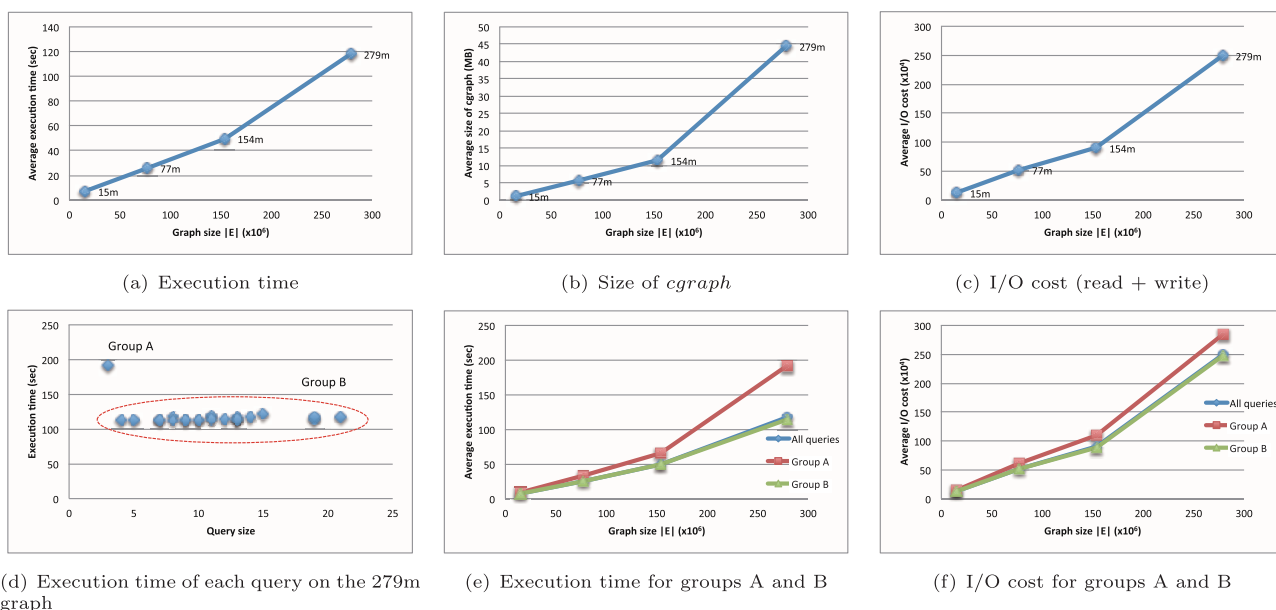 140
120
100
80
60
40
20
0
Average execution time (sec)
279m
154m
77m
15m
0 50 100 150 200 250 300
Graph size |E| (x10⁶)
(a) Execution time
50
45
40
35
30
25
20
15
10
5
0
Average size of cgraph (MB)
279m
154m
77m
15m
0 50 100 150 200 250 300
Graph size |E| (x10⁶)
(b) Size of cgraph
300
250
200
150
100
50
0
Average I/O cost (x10⁴)
279m
154m
77m
15m
0 50 100 150 200 250 300
Graph size |E| (x10⁶)
(c) I/O cost (read + write)
250
200
150
100
50
0
Execution time (sec)
Group A
Group B
0 5 10 15 20 25
Query size
(d) Execution time of each query on the 279m
graph
250
200
150
100
50
0
Average execution time (sec)
All queries
Group A
Group B
0 50 100 150 200 250 300
Graph size |E| (x10⁶)
(e) Execution time for groups A and B
300
250
200
150
100
50
0
Average I/O cost (x10⁴)
All queries
Group A
Group B
0 50 100 150 200 250 300
Graph size |E| (x10⁶)
(f) I/O cost for groups A and B